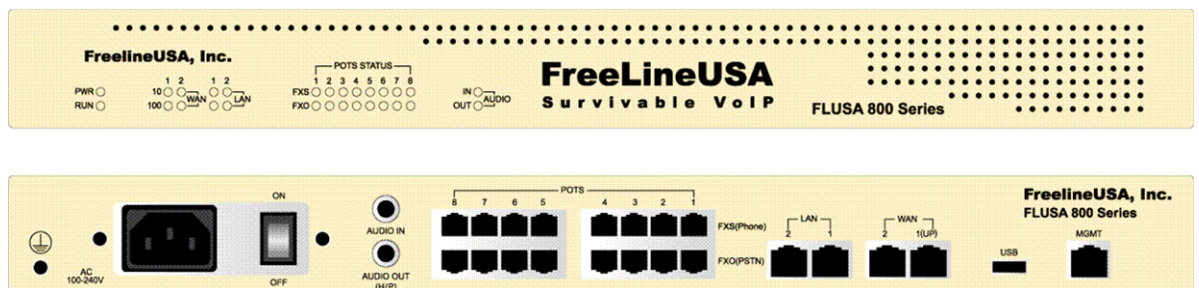 FreelineUSA, Inc.
POTS STATUS
1 2 1 2 1 2 3 4 5 6 7 8
PWR 10 WAN LAN FXS IN AUDIO
RUN 100 FXO OUT
FreeLineUSA
Survivable VoIP
FLUSA 800 Series
ON
OFF
AC
100-240V
AUDIO IN
AUDIO OUT
(H/P)
POTS
8 7 6 5 4 3 2 1
FXS(Phone)
FXO(PSTN)
LAN
2 1
WAN
2 1(UP)
USB
FreelineUSA, Inc.
FLUSA 800 Series
MGMT